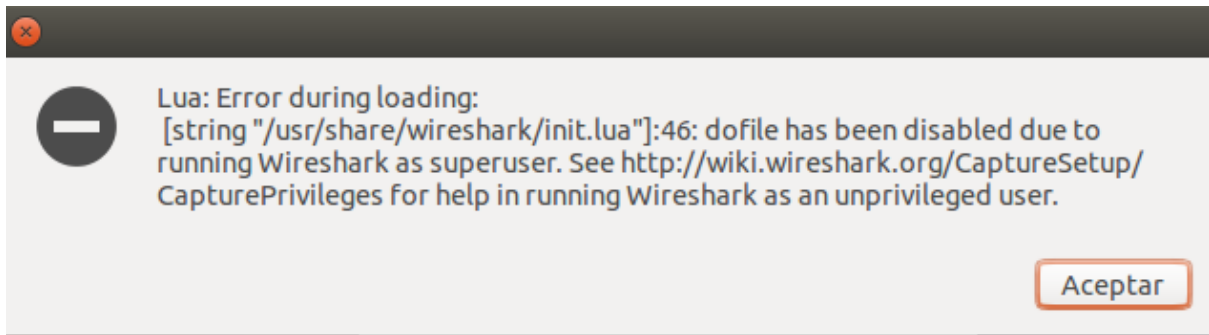 Lua: Error during loading:
[string "/usr/share/wireshark/init.lua"]:46: dofile has been disabled due to
running Wireshark as superuser. See http://wiki.wireshark.org/CaptureSetup/
CapturePrivileges for help in running Wireshark as an unprivileged user.
Aceptar